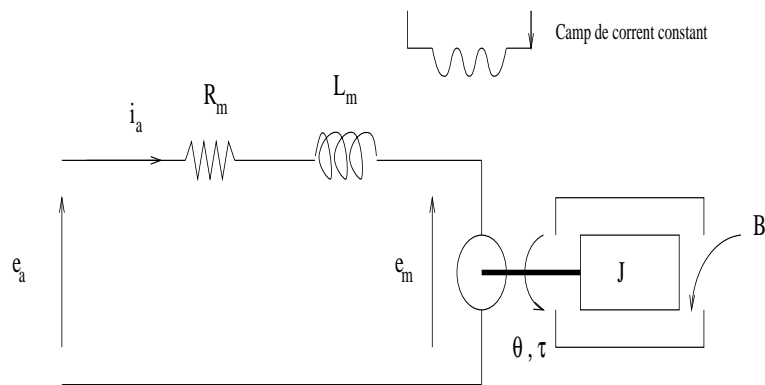 Camp de corrent constant
R_m
L_m
i_a
e_a
e_m
J
B
θ , τ